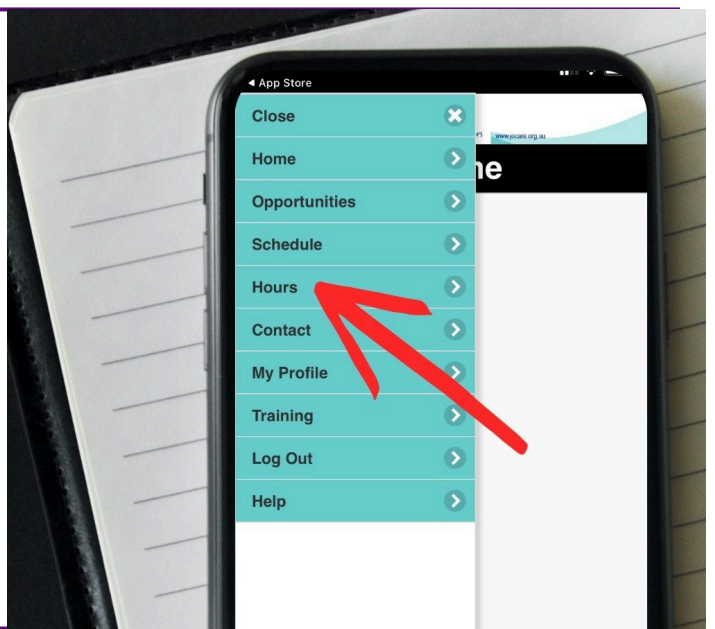 ◀ App Store
Close
www.jocare.org.au
Home
ne
Opportunities
Schedule
Hours
Contact
My Profile
Training
Log Out
Help